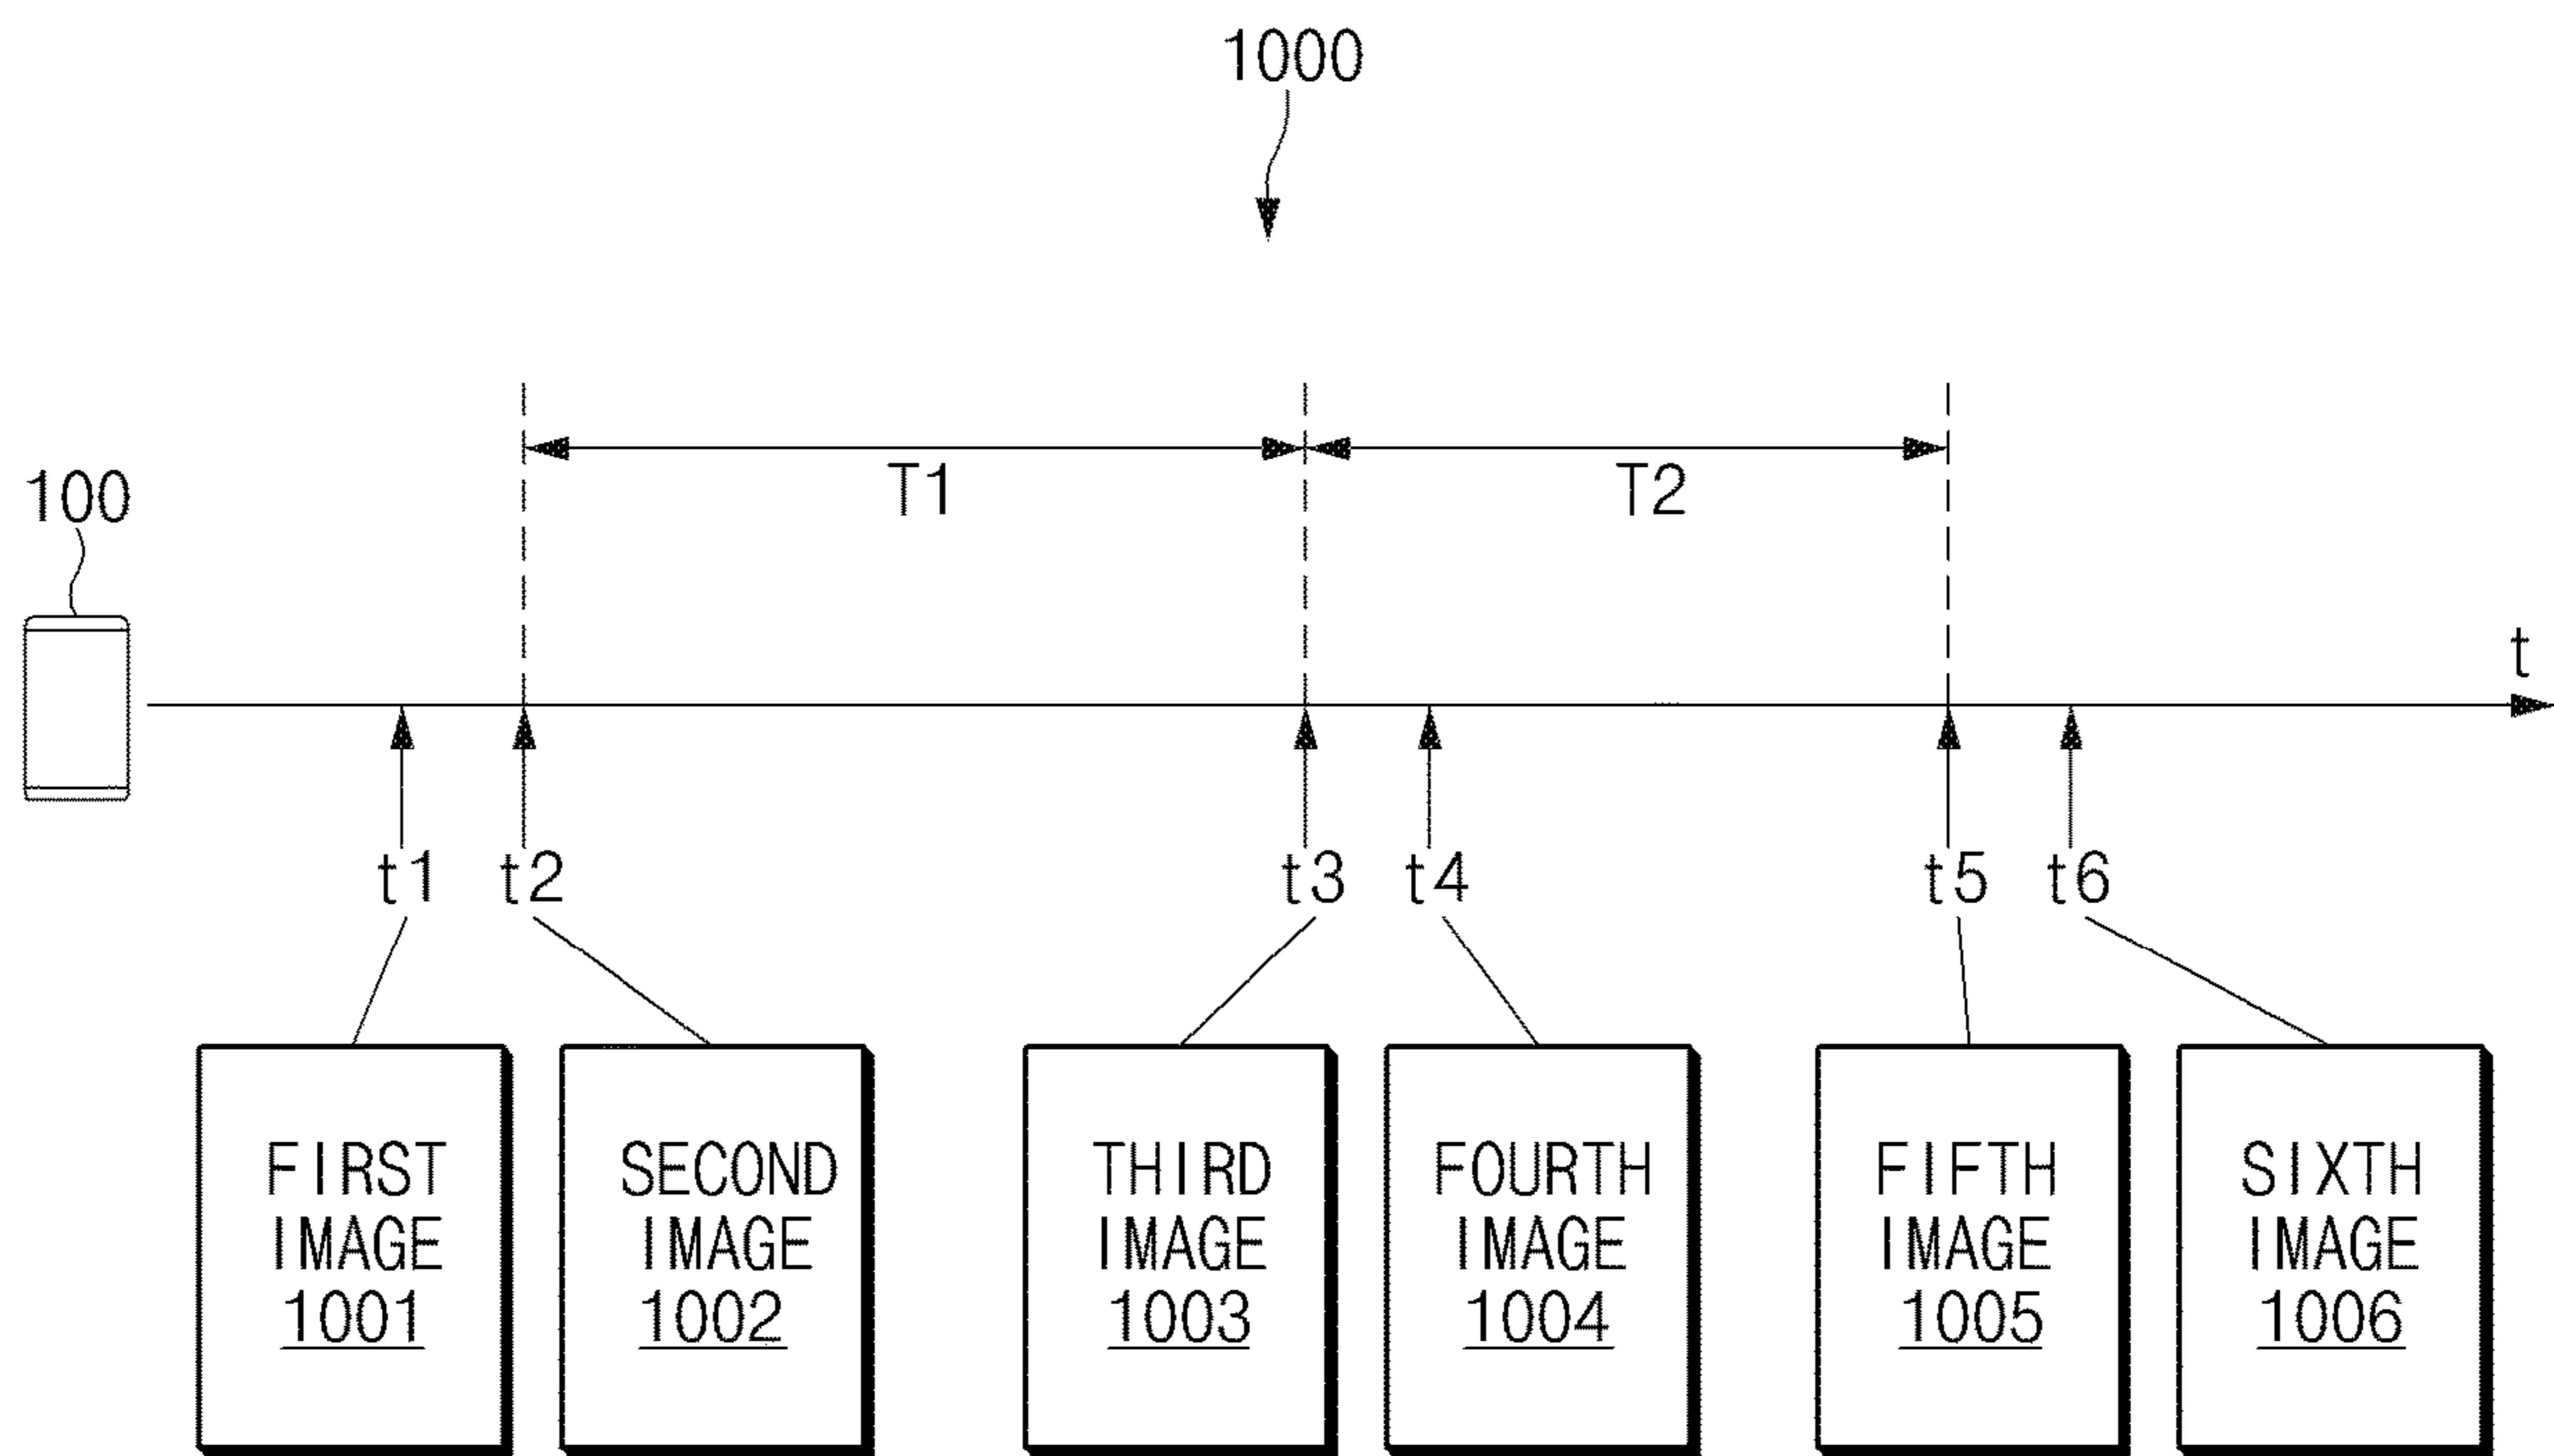 1000
T1
T2
100
t
t1
t2
t3
t4
t5
t6
FIRST
IMAGE
1001
SECOND
IMAGE
1002
THIRD
IMAGE
1003
FOURTH
IMAGE
1004
FIFTH
IMAGE
1005
SIXTH
IMAGE
1006